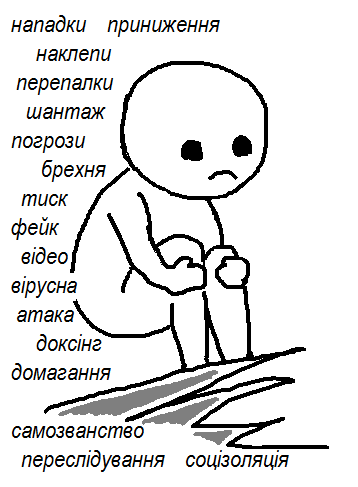 нападки приниження
наклепи
перепалки
шантаж
погрози
брехня
тиск
фейк
відео
вірусна
атака
доксінг
домагання
самозванство
переслідування соцізоляція